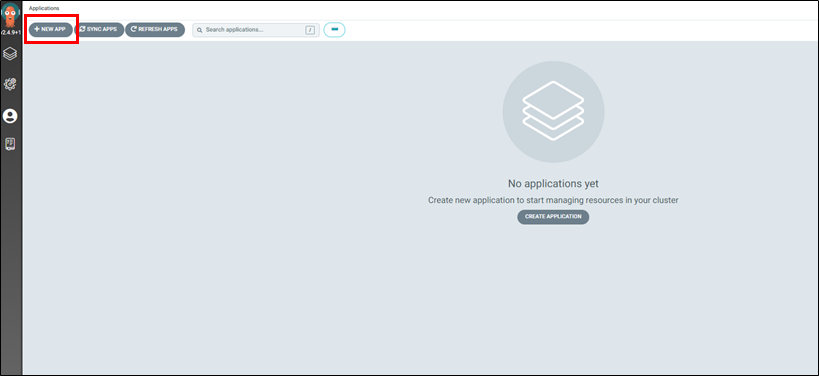 Applications
v2.4.9+1
NEW APP SYNC APPS REFRESH APPS Search applications... /
No applications yet
Create new application to start managing resources in your cluster
CREATE APPLICATION